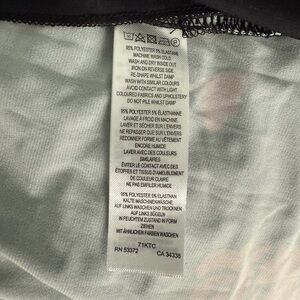 95% POLYESTER 5% ELASTANE
MACHINE WASH COLD
WASH AND DRY INSIDE OUT
IRON ON REVERSE SIDE
RE-SHAPE WHILST DAMP
WASH WITH SIMILAR COLOURS
AVOID CONTACT WITH LIGHT
COLOURED FABRICS AND UPHOLSTERY
DO NOT PILE WHILST DAMP
95% POLYESTER 5% ELASTHANNE
LAVAGE À FROID EN MACHINE
LAVER ET SÉCHER SUR L'ENVERS
NE REPASSER QUE SUR L'ENVERS
REDONNER FORME AU VÊTEMENT
ENCORE HUMIDE
LAVER AVEC DES COULEURS
SIMILAIRES
ÉVITER LE CONTACT AVEC DES
ÉTOFFES ET TISSUS D'AMEUBLEMENT
DE COULEUR CLAIRE
NE PAS EMPILER HUMIDE
95% POLYESTER 5% ELASTHAN
KALTE MASCHINENWÄSCHE
AUF LINKS WASCHEN UND TROCKNEN
AUF LINKS BÜGELN
IN FEUCHTEM ZUSTAND IN FORM
ZIEHEN
MIT ÄHNLICHEN FARBEN WASCHEN
71KTC
RN 53372 CA 34338